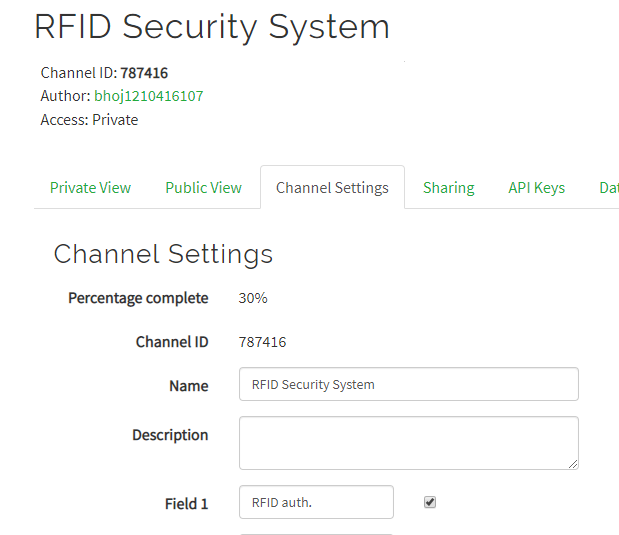 RFID Security System
Channel ID: 787416
Author: bhoj1210416107
Access: Private
Private View Public View Channel Settings Sharing API Keys Dat
Channel Settings
Percentage complete 30%
Channel ID 787416
Name RFID Security System
Description
Field 1 RFID auth.